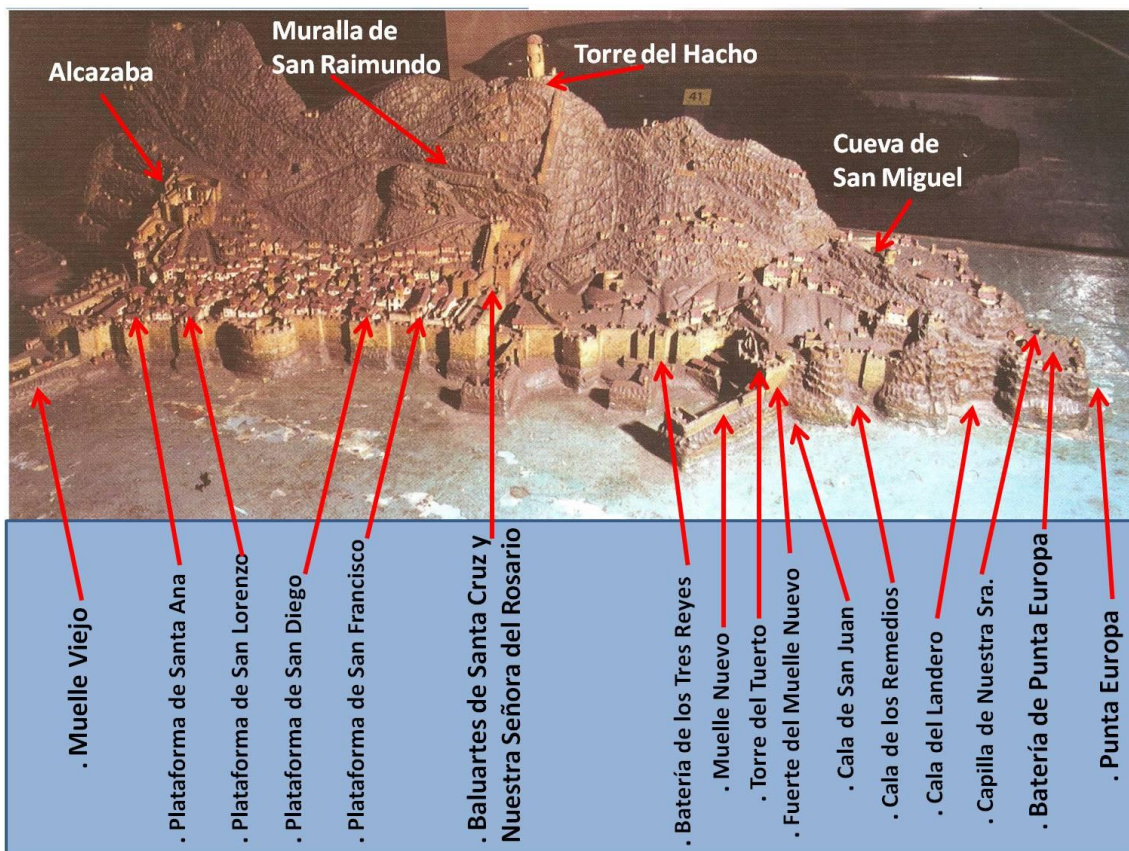 Muralla de
San Raimundo
Alcazaba
Torre del Hacho
41
Cueva de
San Miguel
. Muelle Viejo
. Plataforma de Santa Ana
. Plataforma de San Lorenzo
. Plataforma de San Diego
. Plataforma de San Francisco
. Baluartes de Santa Cruz y
Nuestra Señora del Rosario
. Batería de los Tres Reyes
. Muelle Nuevo
. Torre del Tuerto
. Fuerte del Muelle Nuevo
. Cala de San Juan
. Cala de los Remedios
. Cala del Landero
. Capilla de Nuestra Sra.
. Batería de Punta Europa
. Punta Europa